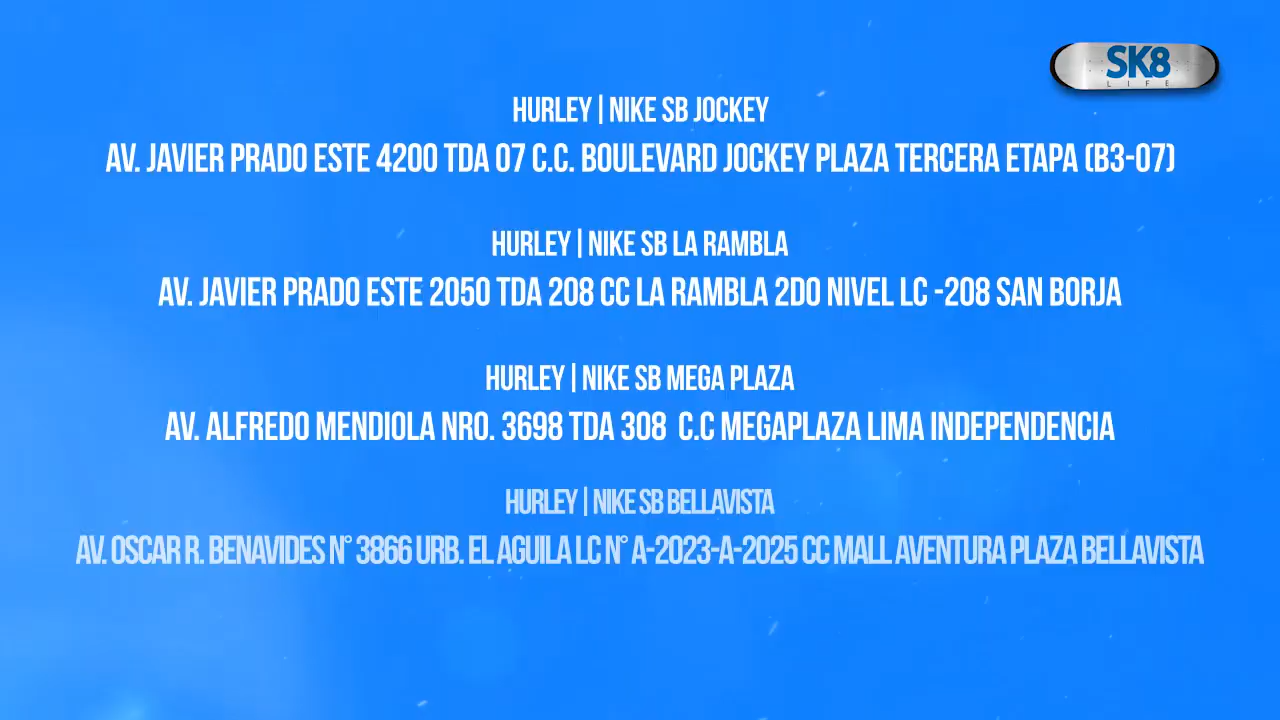 SK8
LIFE
HURLEY | NIKE SB JOCKEY
AV. JAVIER PRADO ESTE 4200 TDA 07 C.C. BOULEVARD JOCKEY PLAZA TERCERA ETAPA (B3-07)
HURLEY | NIKE SB LA RAMBLA
AV. JAVIER PRADO ESTE 2050 TDA 208 CC LA RAMBLA 2DO NIVEL LC -208 SAN BORJA
HURLEY | NIKE SB MEGA PLAZA
AV. ALFREDO MENDIOLA NRO. 3698 TDA 308  C.C MEGAPLAZA LIMA INDEPENDENCIA
HURLEY | NIKE SB BELLAVISTA
AV. OSCAR R. BENAVIDES N° 3866 URB. EL AGUILA LC N° A-2023-A-2025 CC MALL AVENTURA PLAZA BELLAVISTA